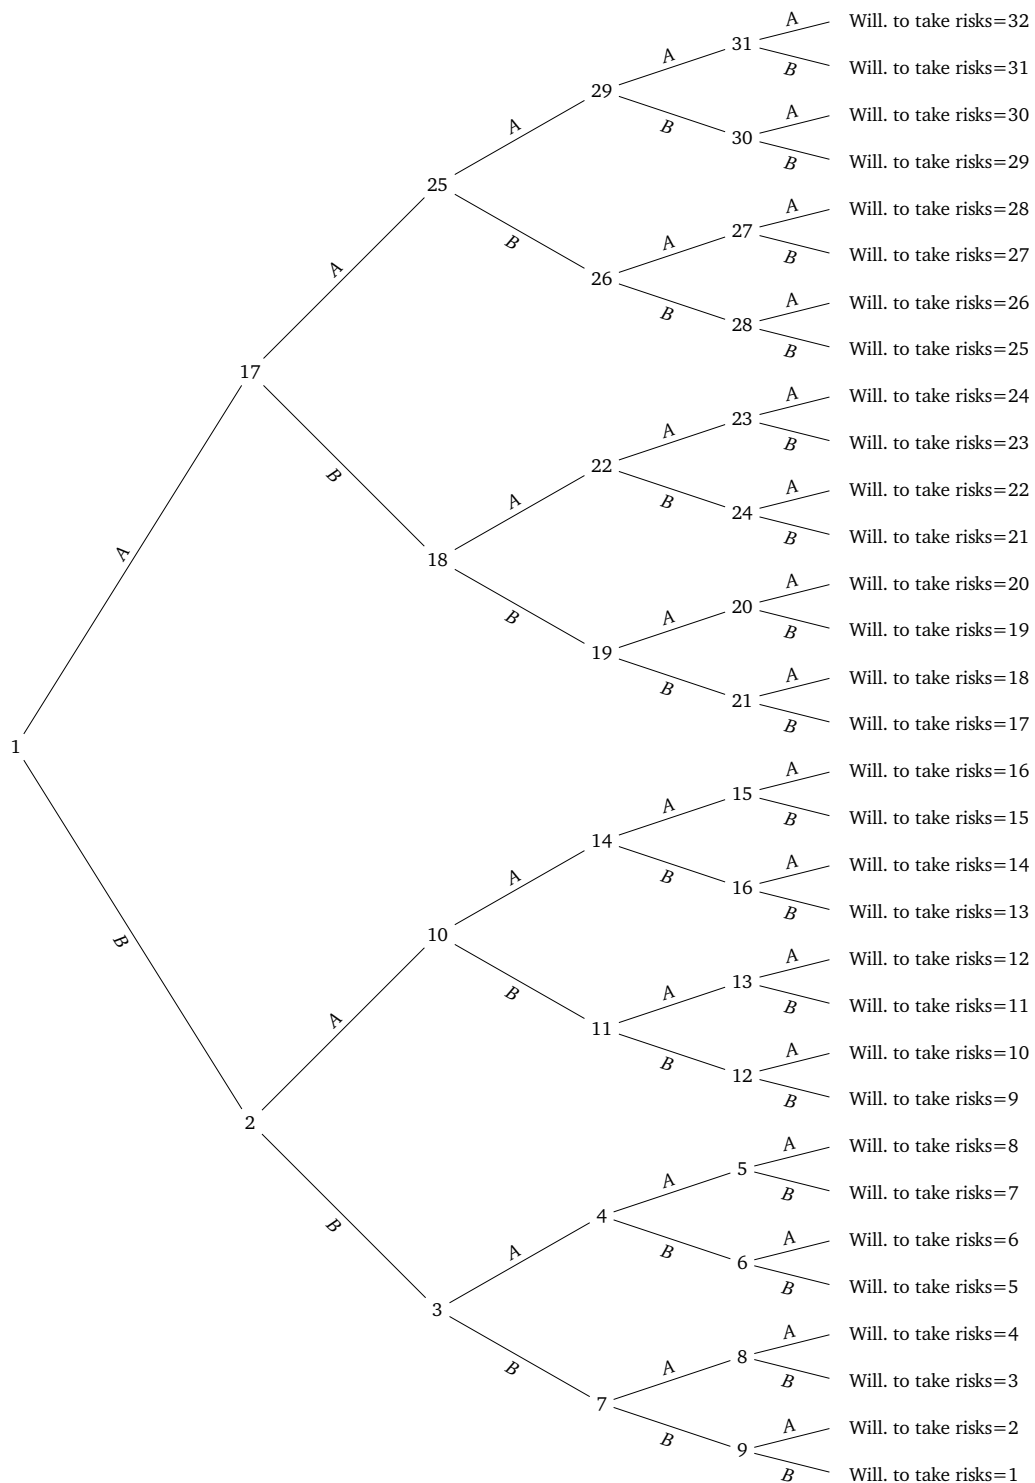 A
Will. to take risks=32
31
A
B
Will. to take risks=31
29
A
Will. to take risks=30
A
B
30
B
Will. to take risks=29
25
A
Will. to take risks=28
B
A
27
A
B
Will. to take risks=27
26
A
Will. to take risks=26
B
28
B
Will. to take risks=25
17
A
Will. to take risks=24
A
23
B
Will. to take risks=23
B
22
A
Will. to take risks=22
A
B
24
B
Will. to take risks=21
A
18
A
Will. to take risks=20
B
A
20
B
Will. to take risks=19
19
A
Will. to take risks=18
B
21
B
Will. to take risks=17
1
A
Will. to take risks=16
A
15
B
Will. to take risks=15
14
A
Will. to take risks=14
A
B
16
B
Will. to take risks=13
B
10
A
Will. to take risks=12
B
A
13
B
Will. to take risks=11
A
11
A
Will. to take risks=10
B
12
B
Will. to take risks=9
2
A
Will. to take risks=8
A
5
B
Will. to take risks=7
B
4
A
Will. to take risks=6
A
B
6
B
Will. to take risks=5
3
A
Will. to take risks=4
B
A
8
B
Will. to take risks=3
7
A
Will. to take risks=2
B
9
B
Will. to take risks=1